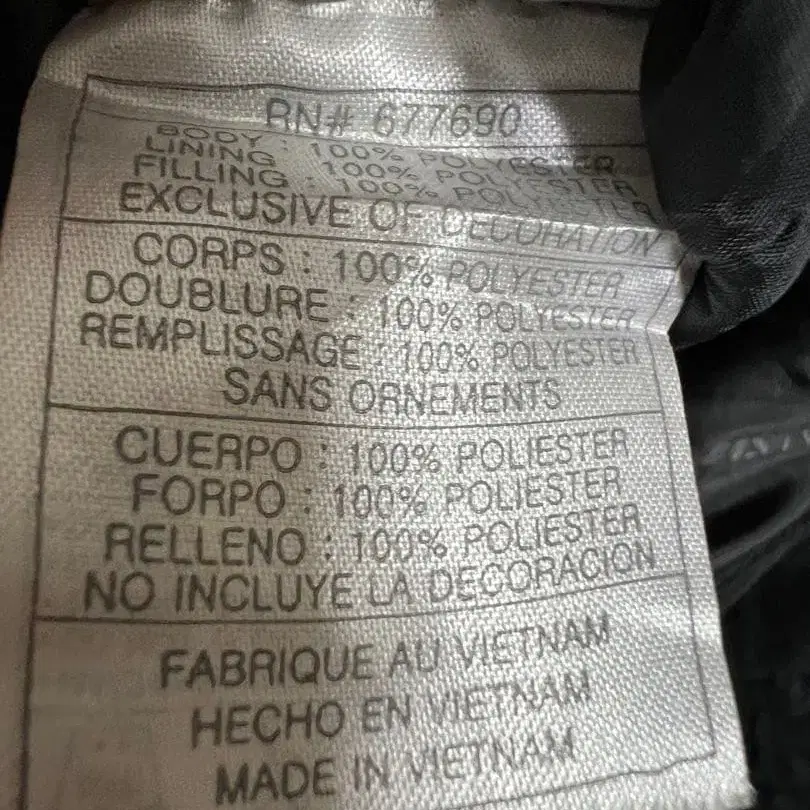 RN# 677690
BODY : 100% POLYESTER
LINING : 100% POLYESTER
FILLING : 100% POLYESTER
EXCLUSIVE OF DECORATION
CORPS : 100% POLYESTER
DOUBLURE : 100% POLYESTER
REMPLISSAGE : 100% POLYESTER
SANS ORNEMENTS
CUERPO : 100% POLIESTER
FORPO : 100% POLIESTER
RELLENO : 100% POLIESTER
NO INCLUYE LA DECORACION
FABRIQUE AU VIETNAM
HECHO EN VIETNAM
MADE IN VIETNAM